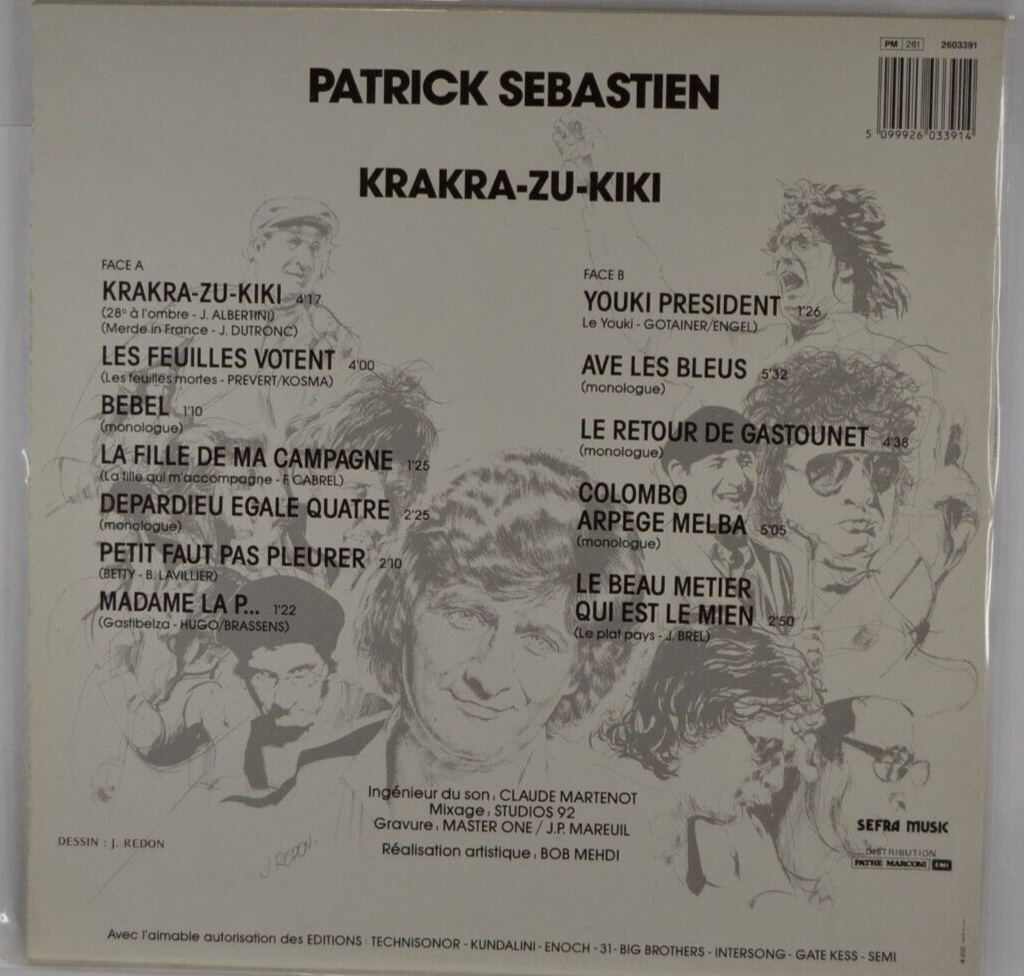 PM 261 2603391
5 099926 033914
PATRICK SEBASTIEN
KRAKRA-ZU-KIKI
FACE A
KRAKRA-ZU-KIKI 4'17
(28° à l'ombre - J. ALBERTINI)
(Merde in France - J. DUTRONC)
LES FEUILLES VOTENT 4'00
(Les feuilles mortes - PREVERT/KOSMA)
BEBEL 1'10
(monologue)
LA FILLE DE MA CAMPAGNE 1'25
(La fille qui m'accompagne - F. CABREL)
DEPARDIEU EGALE QUATRE 2'25
(monologue)
PETIT FAUT PAS PLEURER 2'10
(BETTY - B. LAVILLIER)
MADAME LA P... 1'22
(Gastibelza - HUGO/BRASSENS)
FACE B
YOUKI PRESIDENT 1'26
Le Youki - GOTAINER/ENGEL)
AVE LES BLEUS 5'32
(monologue)
LE RETOUR DE GASTOUNET 4'38
(monologue)
COLOMBO
ARPEGE MELBA 5'05
(monologue)
LE BEAU METIER
QUI EST LE MIEN 2'50
(Le plat pays - J. BREL)
Ingénieur du son : CLAUDE MARTENOT
Mixage : STUDIOS 92
Gravure : MASTER ONE / J.P. MAREUIL
Réalisation artistique : BOB MEHDI
DESSIN : J. REDON
J. REDON.
SEFRA MUSIC
DISTRIBUTION
PATHE MARCONI EMI
Avec l'aimable autorisation des EDITIONS : TECHNISONOR - KUNDALINI - ENOCH - 31 - BIG BROTHERS - INTERSONG - GATE KESS - SEMI